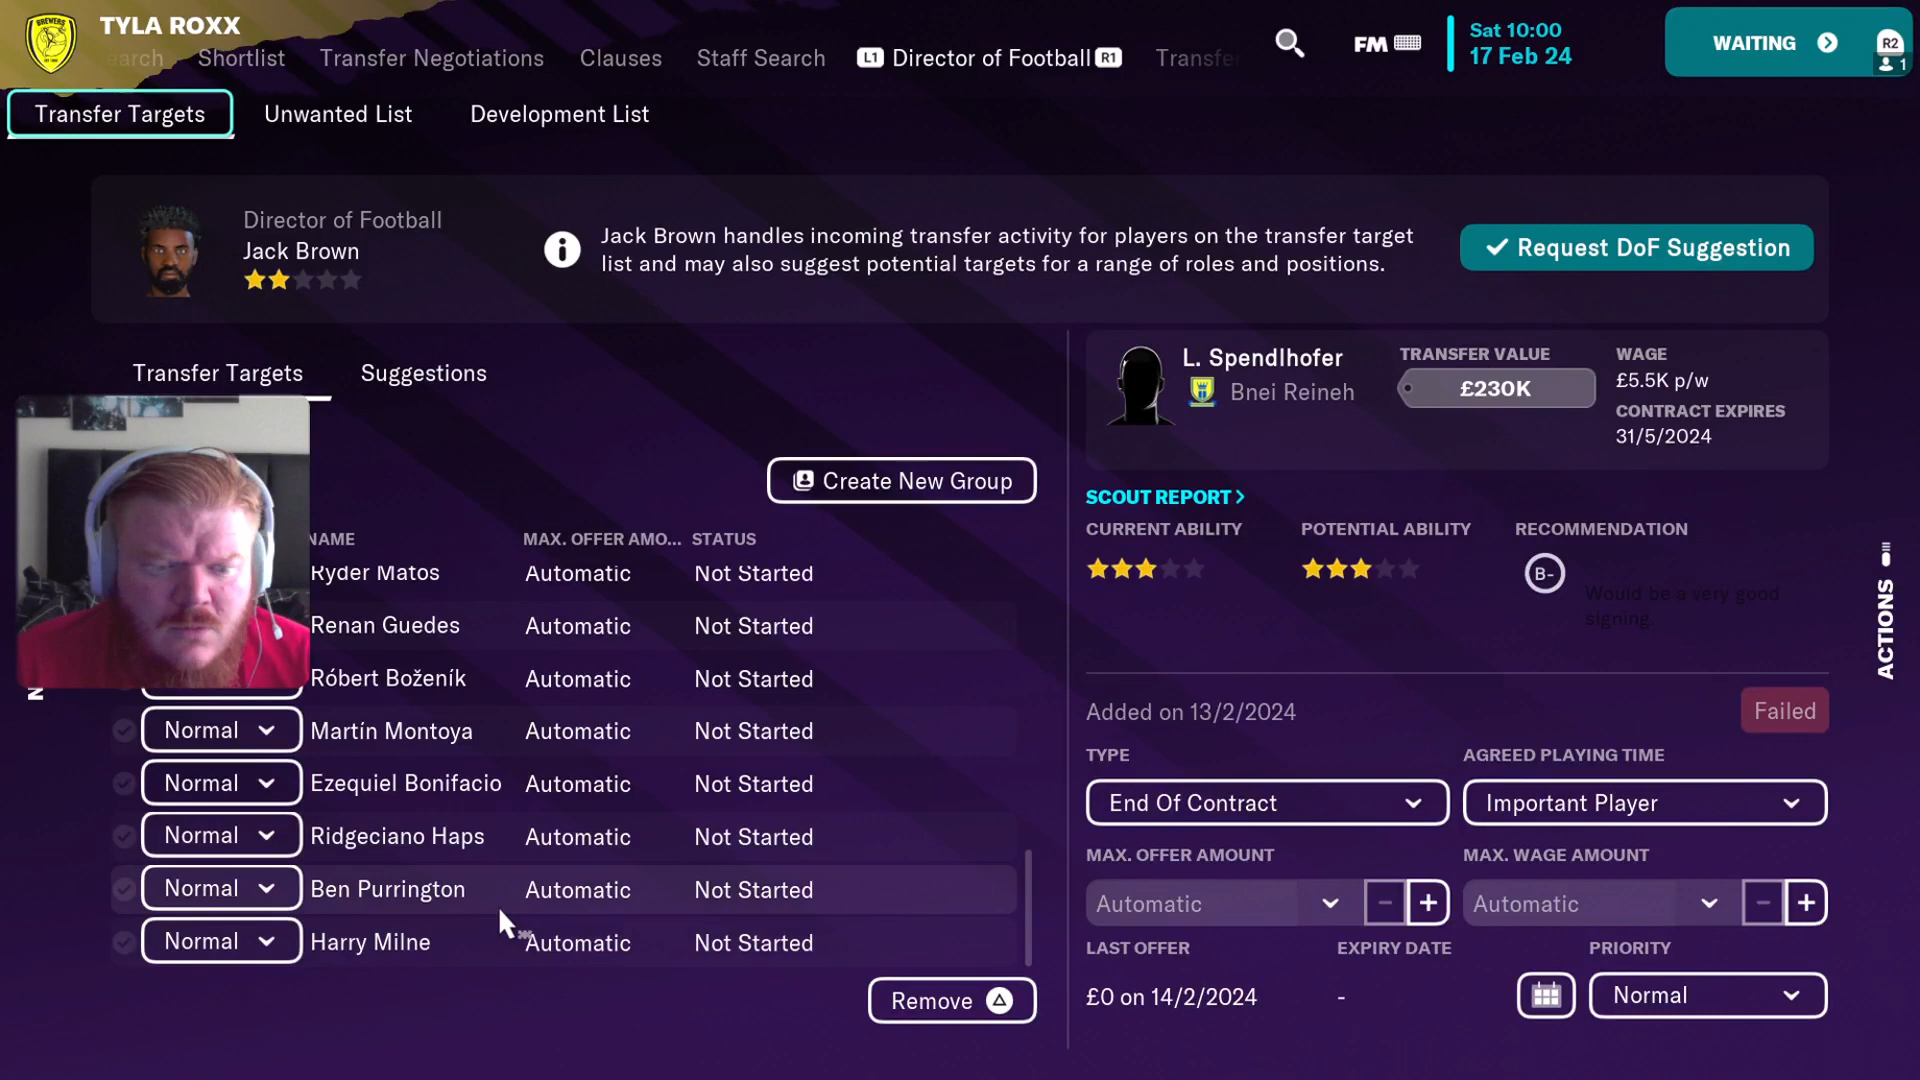 TYLA ROXX
earch
Shortlist
Transfer Negotiations
Clauses
Staff Search
L1
Director of Football
R1
Transfe
FM
Sat 10:00
17 Feb 24
WAITING
R2
1
Transfer Targets
Unwanted List
Development List
Director of Football
Jack Brown
Jack Brown handles incoming transfer activity for players on the transfer target
list and may also suggest potential targets for a range of roles and positions.
Request DoF Suggestion
Transfer Targets
Suggestions
Create New Group
NAME
MAX. OFFER AMO...
STATUS
Ryder Matos
Automatic
Not Started
Renan Guedes
Automatic
Not Started
Róbert Boženík
Automatic
Not Started
Normal
Martín Montoya
Automatic
Not Started
Normal
Ezequiel Bonifacio
Automatic
Not Started
Normal
Ridgeciano Haps
Automatic
Not Started
Normal
Ben Purrington
Automatic
Not Started
Normal
Harry Milne
Automatic
Not Started
Remove
L. Spendlhofer
Bnei Reineh
TRANSFER VALUE
£230K
WAGE
£5.5K p/w
CONTRACT EXPIRES
31/5/2024
SCOUT REPORT
CURRENT ABILITY
POTENTIAL ABILITY
RECOMMENDATION
B-
Would be a very good
signing.
Added on 13/2/2024
Failed
TYPE
End Of Contract
AGREED PLAYING TIME
Important Player
MAX. OFFER AMOUNT
Automatic
MAX. WAGE AMOUNT
Automatic
LAST OFFER
£0 on 14/2/2024
EXPIRY DATE
-
PRIORITY
Normal
ACTIONS